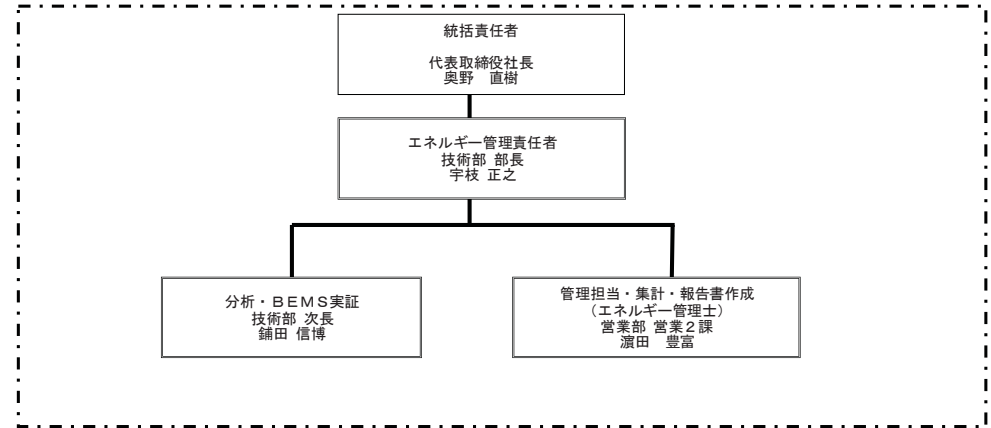 統括責任者
代表取締役社長
奥野　直樹
エネルギー管理責任者
技術部 部長
宇枝 正之
分析・ＢＥＭＳ実証
技術部 次長
鋪田 信博
管理担当・集計・報告書作成
（エネルギー管理士）
営業部 営業２課
濵田　豊富